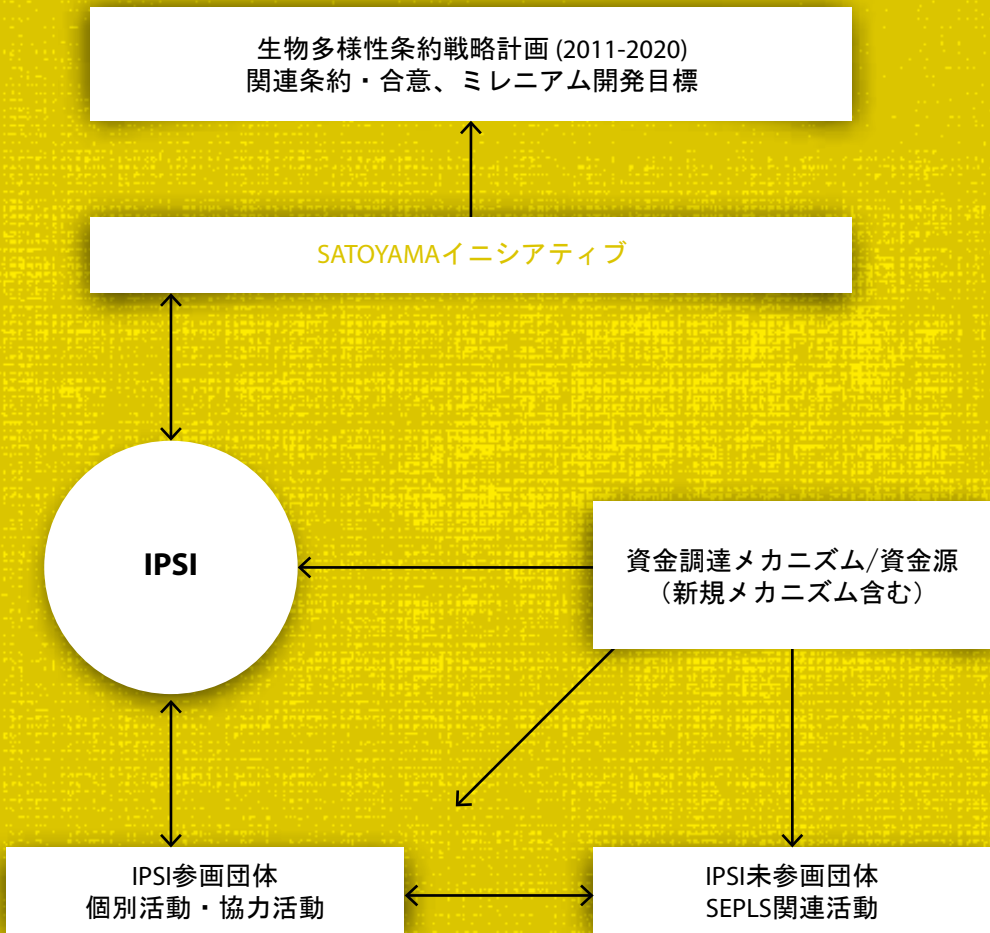 生物多様性条約戦略計画 (2011-2020)
関連条約・合意、ミレニアム開発目標
SATOYAMAイニシアティブ
IPSI
資金調達メカニズム/資金源
（新規メカニズム含む）
IPSI参画団体
個別活動・協力活動
IPSI未参画団体
SEPLS関連活動